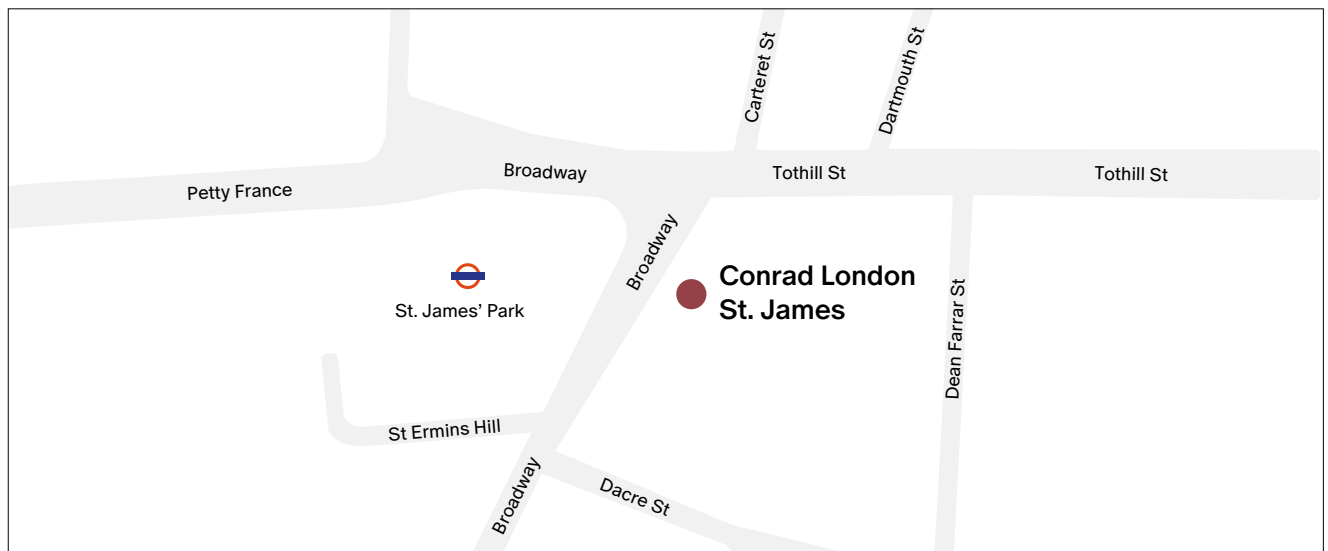 Carteret St
Dartmouth St
Broadway
Tothill St
Tothill St
Petty France
Broadway
Conrad London
St. James
St. James’ Park
Dean Farrar St
St Ermins Hill
Broadway
Dacre St